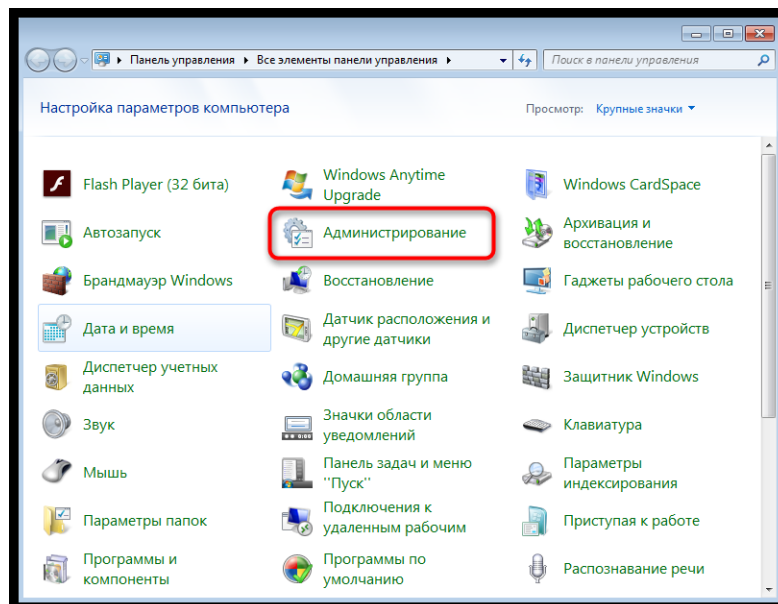 Панель управления ▸ Все элементы панели управления ▸
Поиск в панели управления
Настройка параметров компьютера
Просмотр: Крупные значки
Flash Player (32 бита)
Windows Anytime
Upgrade
Windows CardSpace
Автозапуск
Администрирование
Архивация и
восстановление
Брандмауэр Windows
Восстановление
Гаджеты рабочего стола
Дата и время
Датчик расположения и
другие датчики
Диспетчер устройств
Диспетчер учетных
данных
Домашняя группа
Защитник Windows
Звук
Значки области
уведомлений
Клавиатура
Мышь
Панель задач и меню
''Пуск''
Параметры
индексирования
Параметры папок
Подключения к
удаленным рабочим
Приступая к работе
Программы и
компоненты
Программы по
умолчанию
Распознавание речи